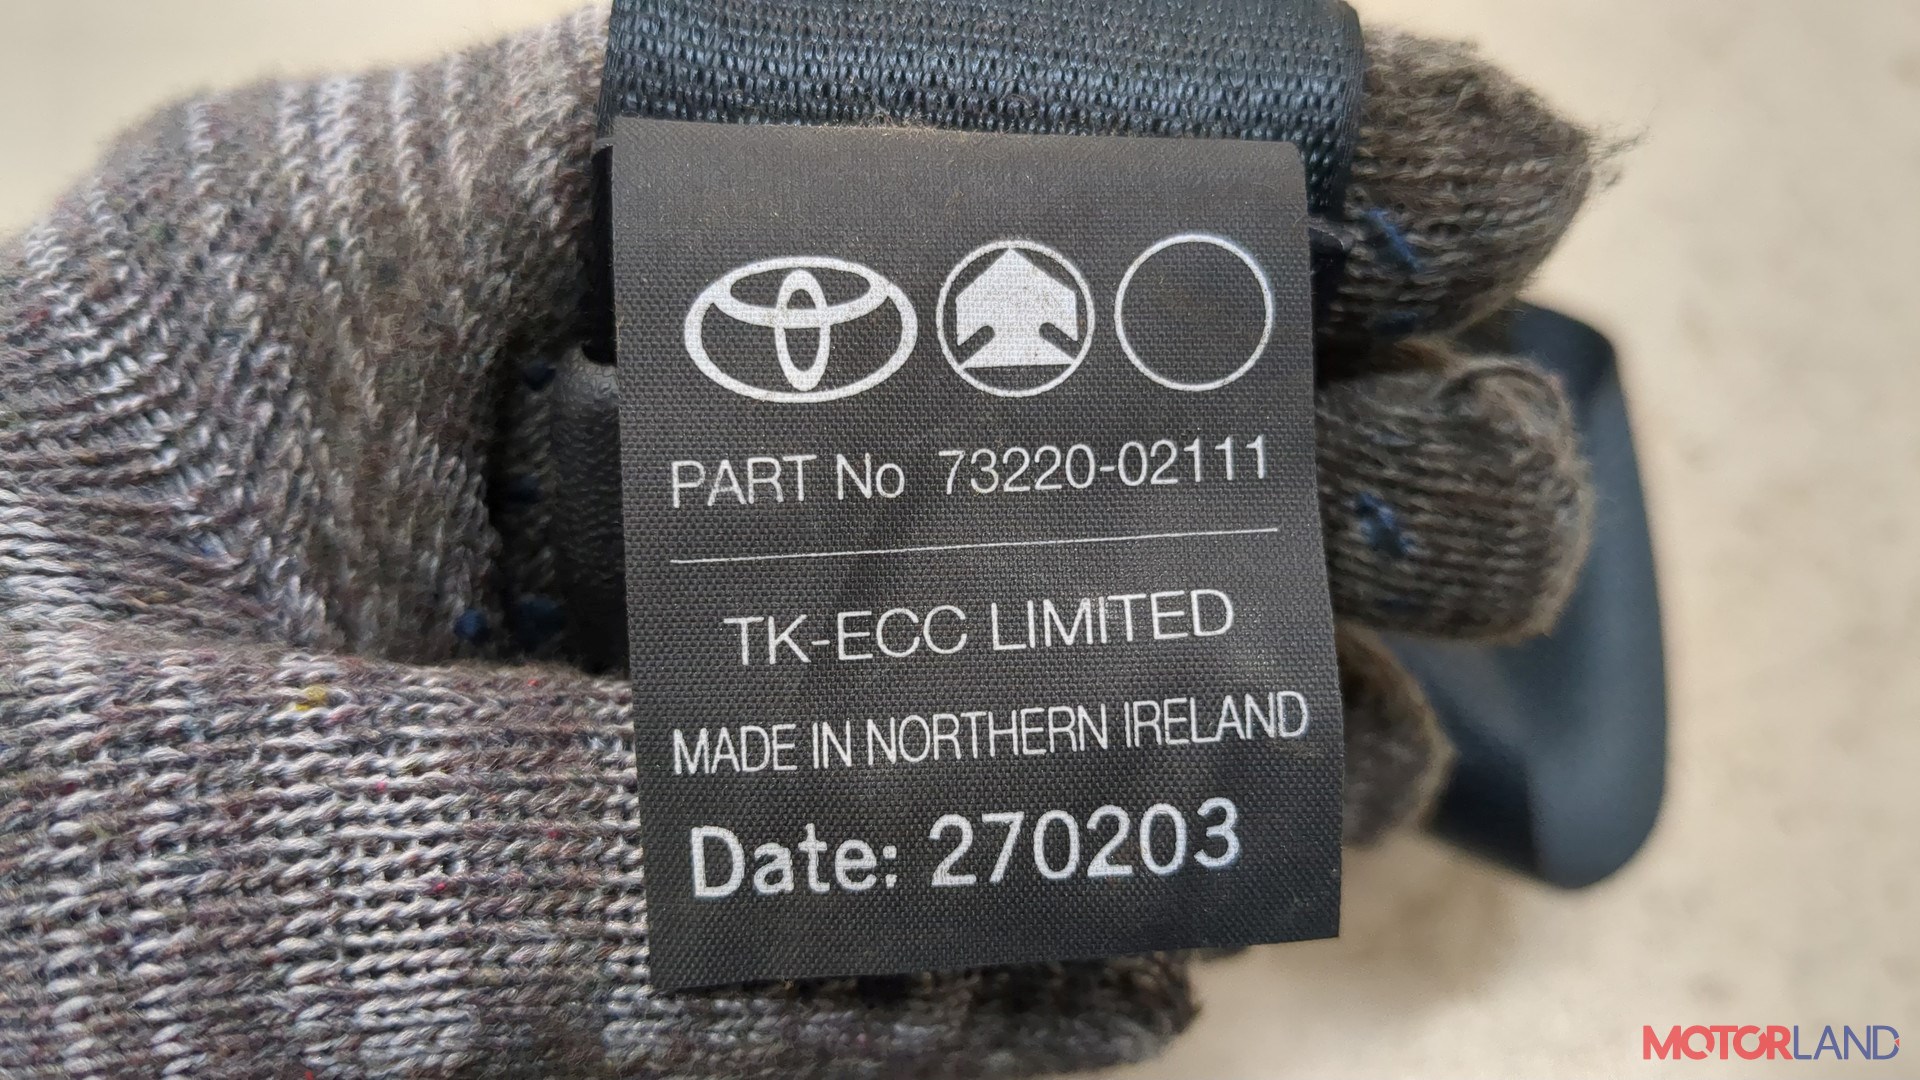 PART No 73220-02111
TK-ECC LIMITED
MADE IN NORTHERN IRELAND
Date: 270203
MOTORLAND